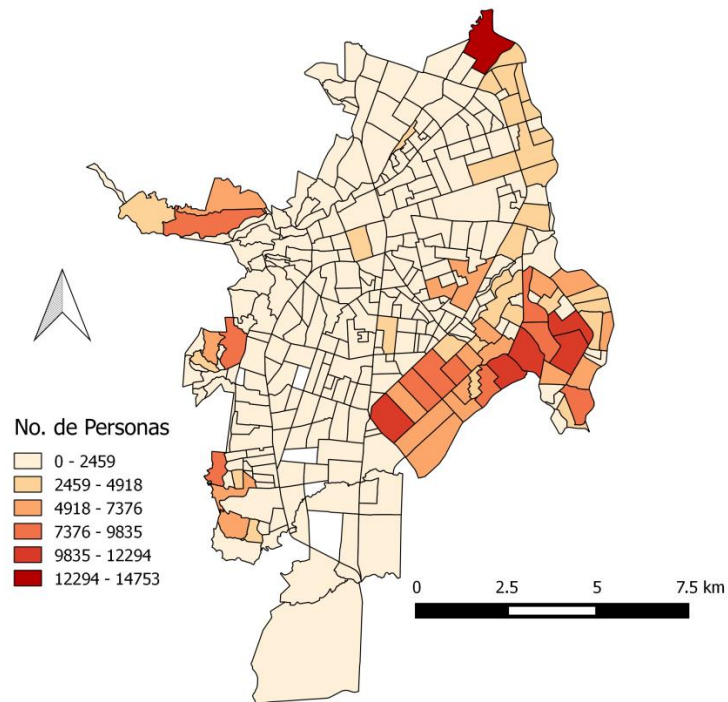 No. de Personas
0 - 2459
2459 - 4918
4918 - 7376
7376 - 9835
9835 - 12294
12294 - 14753
0 2.5 5 7.5 km